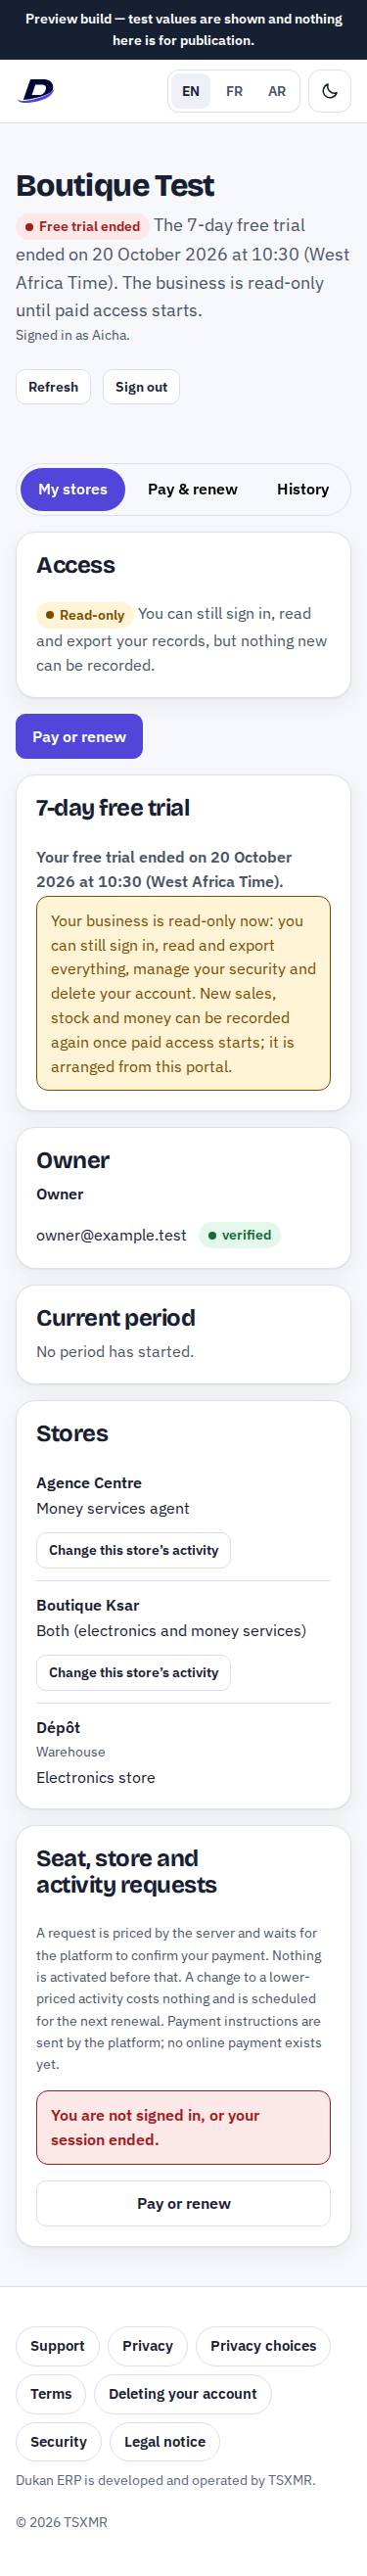 Preview build — test values are shown and nothing
here is for publication.
D
EN FR AR
Boutique Test
Free trial ended The 7-day free trial
ended on 20 October 2026 at 10:30 (West
Africa Time). The business is read-only
until paid access starts.
Signed in as Aicha.
Refresh Sign out
My stores Pay & renew History
Access
Read-only You can still sign in, read
and export your records, but nothing new
can be recorded.
Pay or renew
7-day free trial
Your free trial ended on 20 October
2026 at 10:30 (West Africa Time).
Your business is read-only now: you
can still sign in, read and export
everything, manage your security and
delete your account. New sales,
stock and money can be recorded
again once paid access starts; it is
arranged from this portal.
Owner
Owner
owner@example.test verified
Current period
No period has started.
Stores
Agence Centre
Money services agent
Change this store’s activity
Boutique Ksar
Both (electronics and money services)
Change this store’s activity
Dépôt
Warehouse
Electronics store
Seat, store and
activity requests
A request is priced by the server and waits for
the platform to confirm your payment. Nothing
is activated before that. A change to a lower-
priced activity costs nothing and is scheduled
for the next renewal. Payment instructions are
sent by the platform; no online payment exists
yet.
You are not signed in, or your
session ended.
Pay or renew
Support Privacy Privacy choices
Terms Deleting your account
Security Legal notice
Dukan ERP is developed and operated by TSXMR.
© 2026 TSXMR